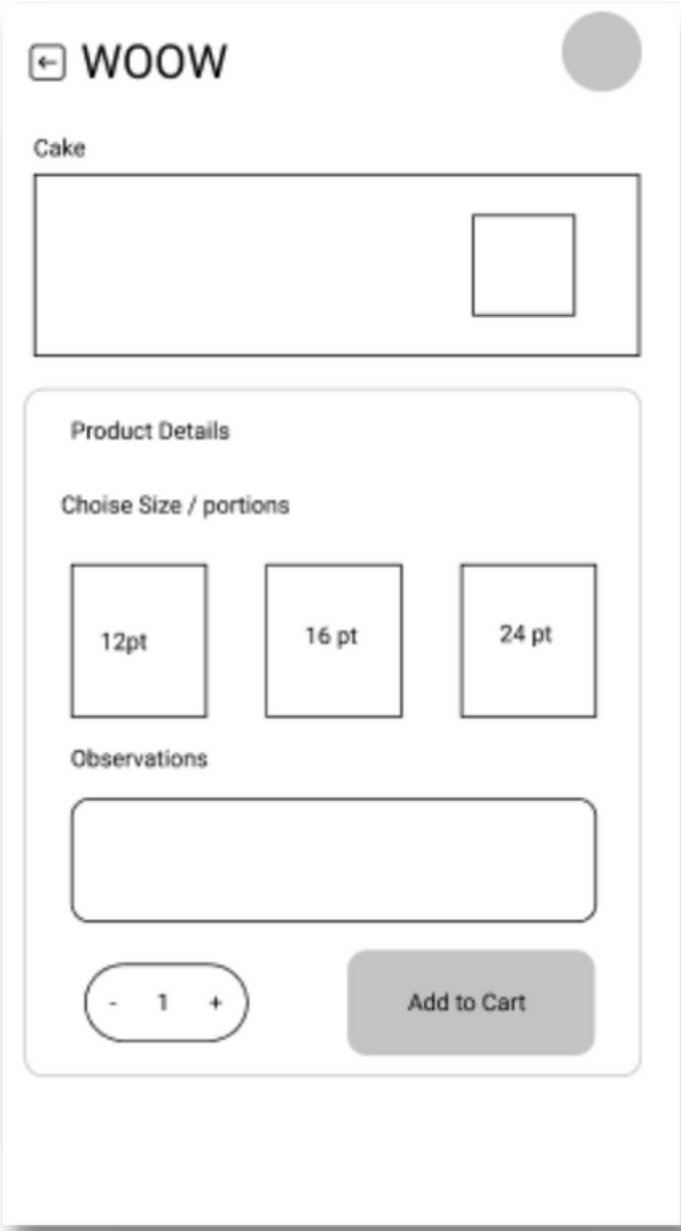 WOOW
Cake
Product Details
Choise Size / portions
12pt
16 pt
24 pt
Observations
- 1 +
Add to Cart